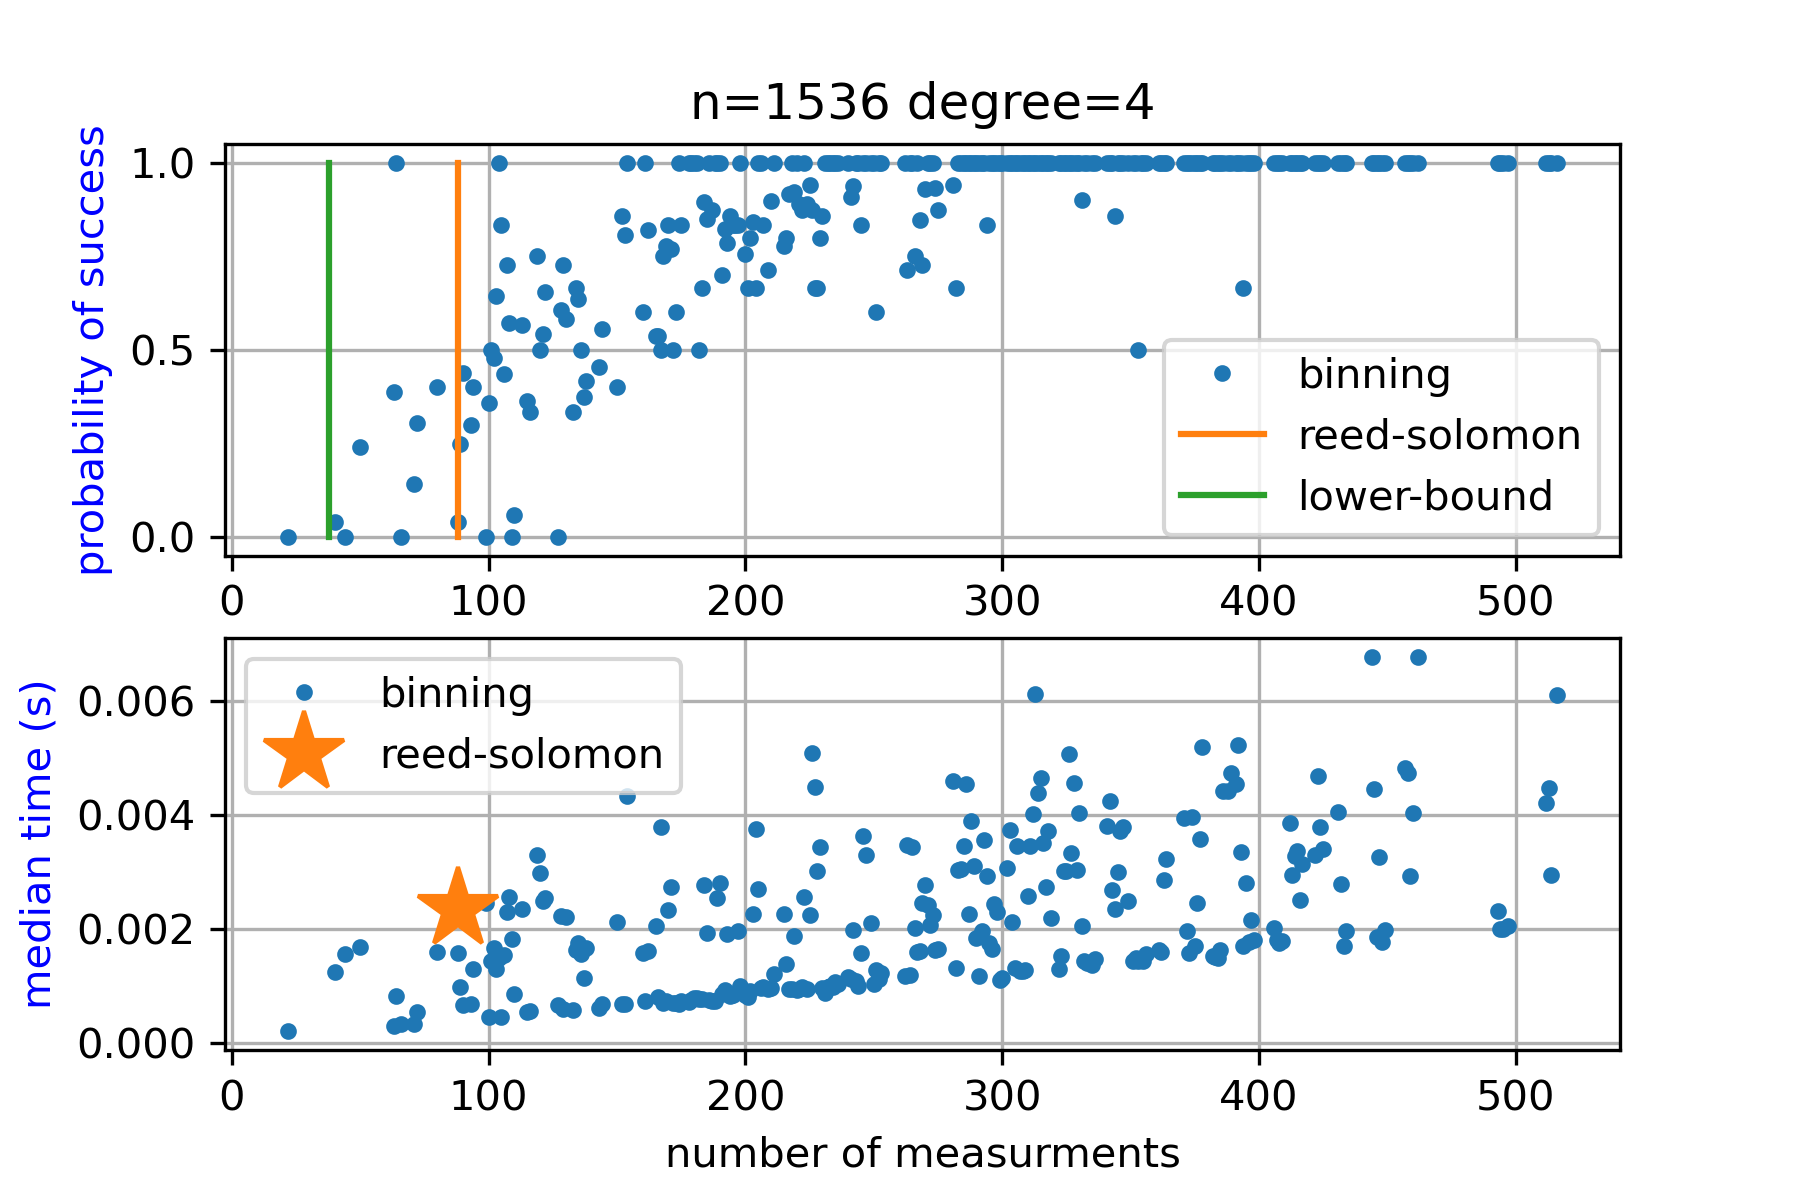 n=1536 degree=4
probability of success
1.0
0.5
0.0
binning
reed-solomon
lower-bound
0 100 200 300 400 500
median time (s)
0.006
0.004
0.002
0.000
binning
reed-solomon
0 100 200 300 400 500
number of measurments